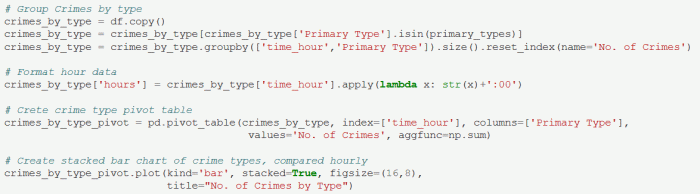 # Group Crimes by type
crimes_by_type = df.copy()
crimes_by_type = crimes_by_type[crimes_by_type['Primary Type'].isin(primary_types)]
crimes_by_type = crimes_by_type.groupby(['time_hour','Primary Type']).size().reset_index(name='No. of Crimes')
# Format hour data
crimes_by_type['hours'] = crimes_by_type['time_hour'].apply(lambda x: str(x)+':00')
# Crete crime type pivot table
crimes_by_type_pivot = pd.pivot_table(crimes_by_type, index=['time_hour'], columns=['Primary Type'],
values='No. of Crimes', aggfunc=np.sum)
# Create stacked bar chart of crime types, compared hourly
crimes_by_type_pivot.plot(kind='bar', stacked=True, figsize=(16,8),
title="No. of Crimes by Type")